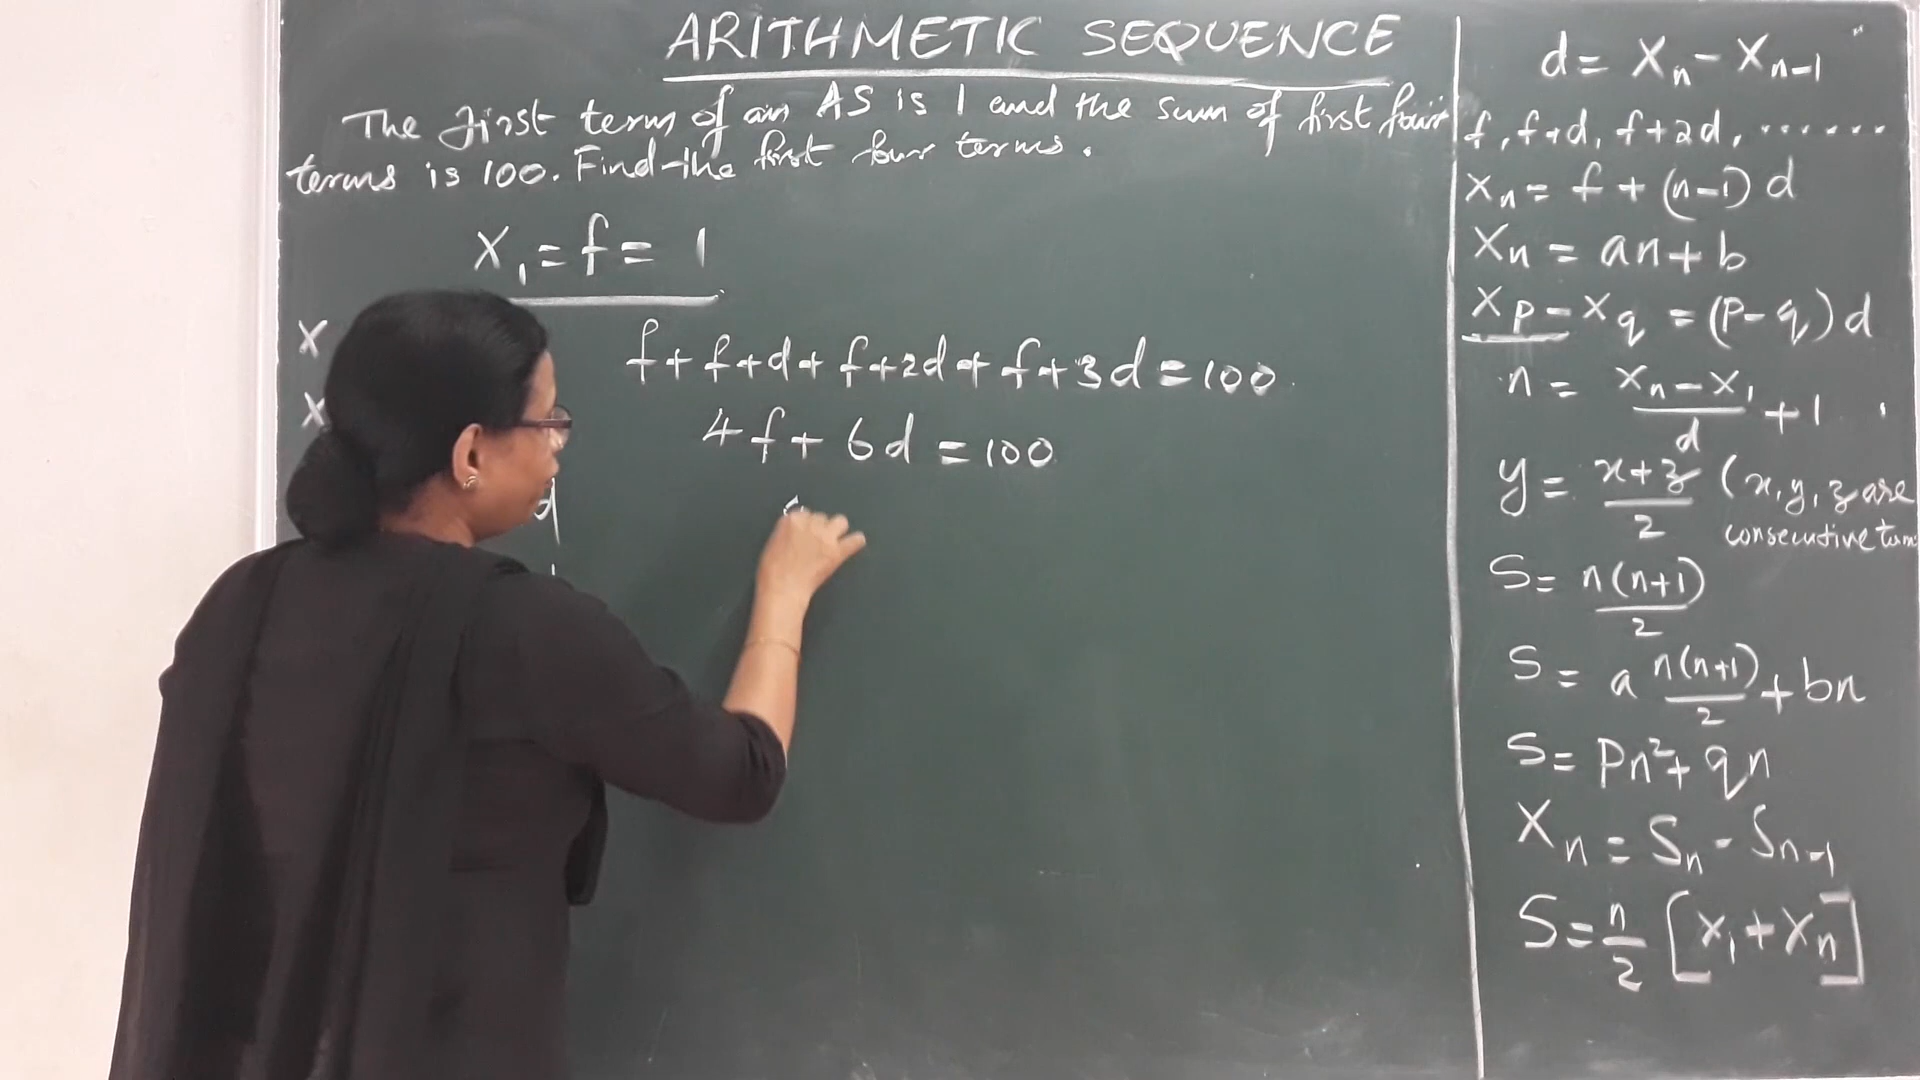 ARITHMETIC SEQUENCE
The first term of an AS is 1 and the sum of first four
terms is 100. Find the first four terms.
X₁ = f = 1
X
X
d
f + f+d + f+2d + f+3d = 100
4f + 6d = 100
d = Xₙ - Xₙ₋₁
f, f+d, f+2d, ......
Xₙ = f + (n-1)d
Xₙ = an + b
Xp - Xq = (p-q)d
n = (Xₙ - X₁)/d + 1
y = (x+z)/2 (x, y, z are
consecutive
S = n(n+1)/2
S = a n(n+1)/2 + bn
S = Pn² + qn
Xₙ = Sₙ - Sₙ₋₁
S = n/2 [X₁ + Xₙ]